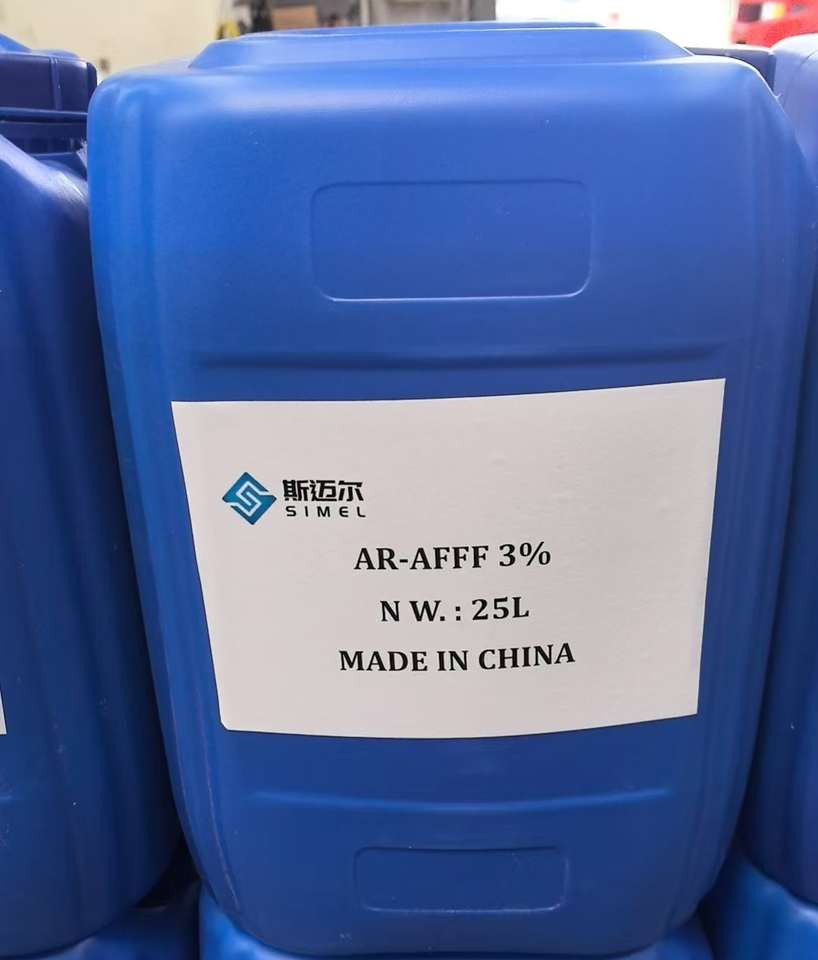 斯迈尔
SIMEL
AR-AFFF 3%
N W. : 25L
MADE IN CHINA